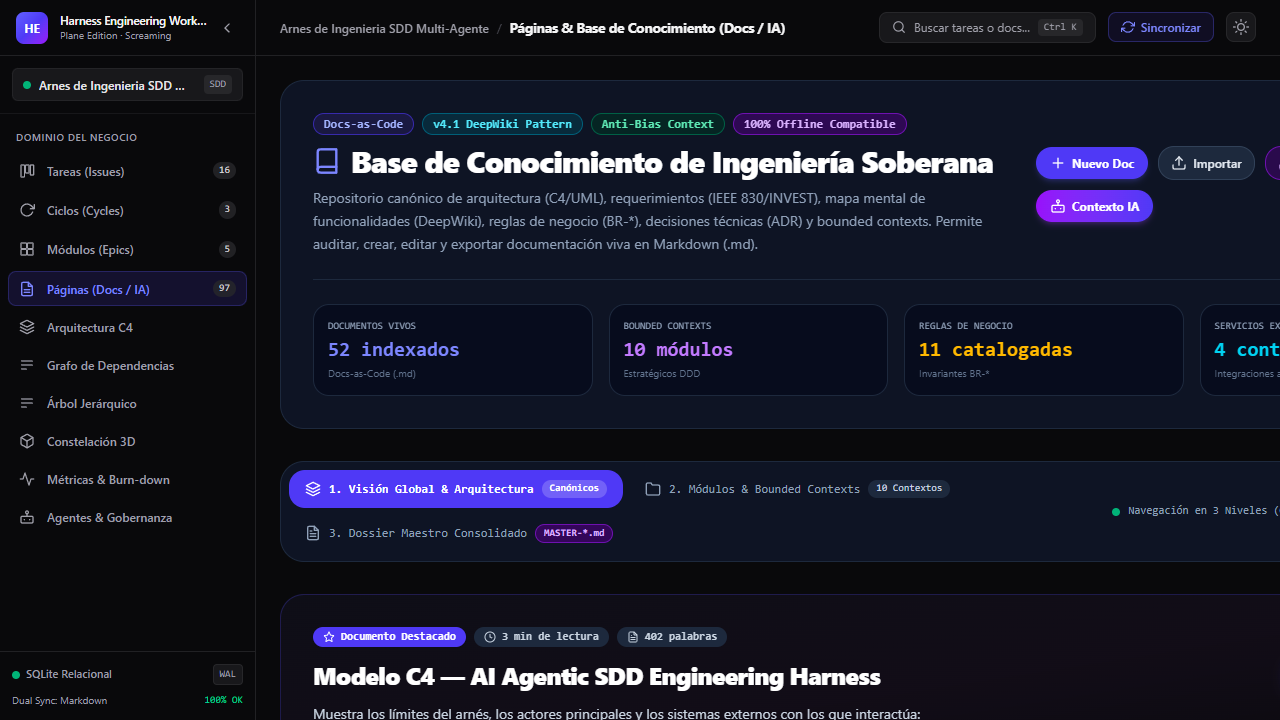 HE
Harness Engineering Work...
Plane Edition · Screaming
Arnes de Ingenieria SDD ...
SDD
DOMINIO DEL NEGOCIO
Tareas (Issues)
16
Ciclos (Cycles)
3
Módulos (Epics)
5
Páginas (Docs / IA)
97
Arquitectura C4
Grafo de Dependencias
Árbol Jerárquico
Constelación 3D
Métricas & Burn-down
Agentes & Gobernanza
SQLite Relacional
WAL
Dual Sync: Markdown
100% OK
Arnes de Ingenieria SDD Multi-Agente / Páginas & Base de Conocimiento (Docs / IA)
Buscar tareas o docs...
Ctrl K
Sincronizar
Docs-as-Code
v4.1 DeepWiki Pattern
Anti-Bias Context
100% Offline Compatible
Base de Conocimiento de Ingeniería Soberana
Repositorio canónico de arquitectura (C4/UML), requerimientos (IEEE 830/INVEST), mapa mental de
funcionalidades (DeepWiki), reglas de negocio (BR-*), decisiones técnicas (ADR) y bounded contexts. Permite
auditar, crear, editar y exportar documentación viva en Markdown (.md).
Nuevo Doc
Importar
Contexto IA
DOCUMENTOS VIVOS
52 indexados
Docs-as-Code (.md)
BOUNDED CONTEXTS
10 módulos
Estratégicos DDD
REGLAS DE NEGOCIO
11 catalogadas
Invariantes BR-*
SERVICIOS EX
4 cont
Integraciones a
1. Visión Global & Arquitectura
Canónicos
2. Módulos & Bounded Contexts
10 Contextos
3. Dossier Maestro Consolidado
MASTER-*.md
Navegación en 3 Niveles (
Documento Destacado
3 min de lectura
402 palabras
Modelo C4 — AI Agentic SDD Engineering Harness
Muestra los límites del arnés, los actores principales y los sistemas externos con los que interactúa: